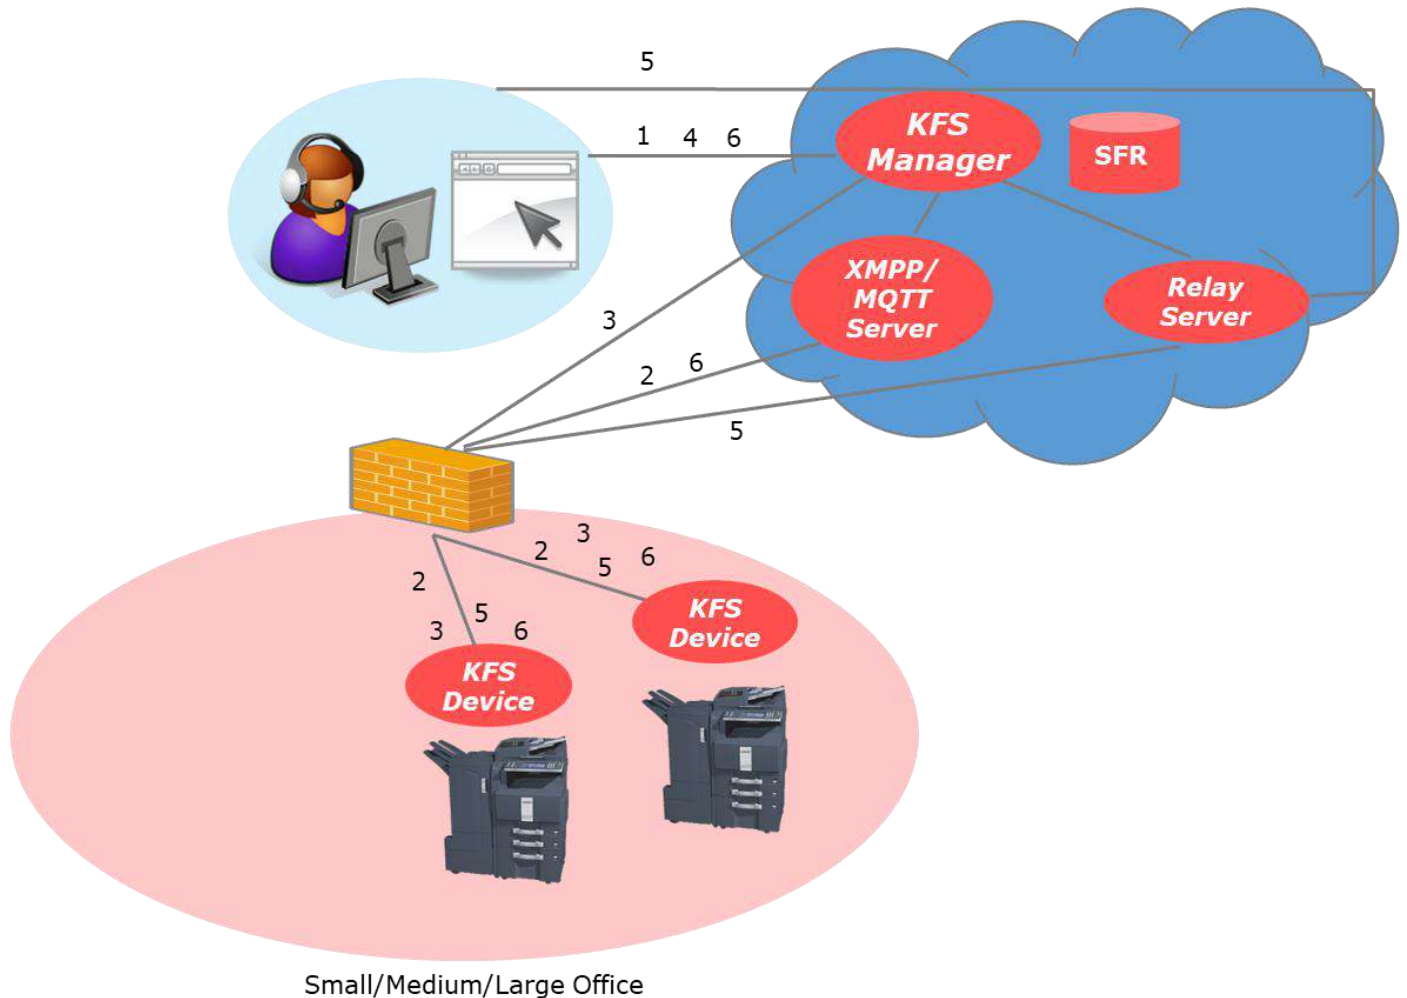 5
1 4 6
KFS
Manager
SFR
XMPP/
MQTT
Server
Relay
Server
3
2 6
5
3
2 5 6
2
5
3 6
KFS
Device
KFS
Device
Small/Medium/Large Office